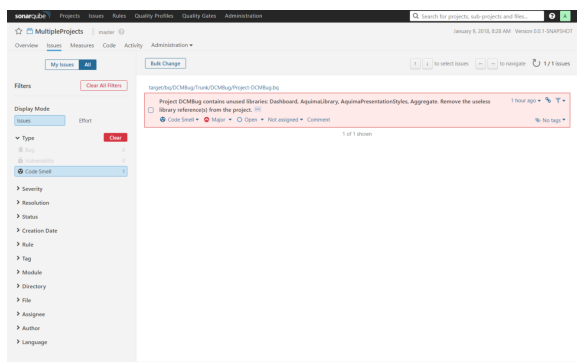 sonarqube Projects Issues Rules Quality Profiles Quality Gates Administration Search for projects, sub-projects and files... ? A
MultipleProjects master January 9, 2018, 8:28 AM Version 0.0.1-SNAPSHOT
Overview Issues Measures Code Activity Administration
My Issues All Bulk Change ↑ ↓ to select issues ← → to navigate 1 / 1 issues
Filters Clear All Filters
target/bq/DCMBug/Trunk/DCMBug/Project-DCMBug.bq
Project DCMBug contains unused libraries: Dashboard, AquimaLibrary, AquimaPresentationStyles, Aggregate. Remove the useless
library reference(s) from the project. 1 hour ago
Code Smell Major Open Not assigned Comment No tags
1 of 1 shown
Display Mode
Issues Effort
Type Clear
Bug 0
Vulnerability 0
Code Smell 1
Severity
Resolution
Status
Creation Date
Rule
Tag
Module
Directory
File
Assignee
Author
Language